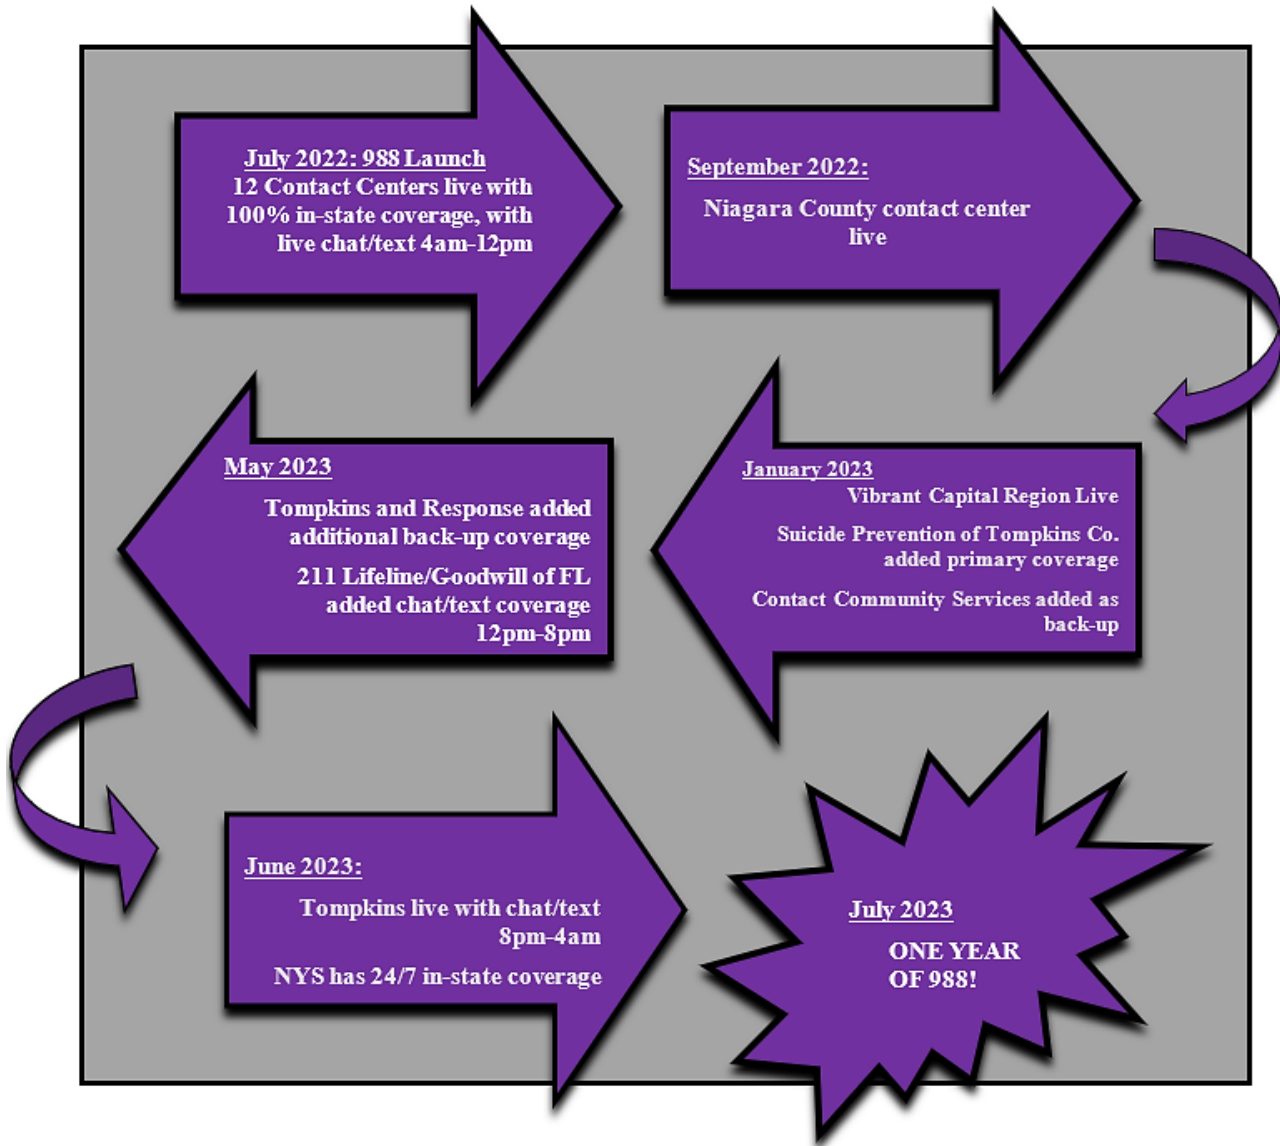 July 2022: 988 Launch
12 Contact Centers live with
100% in-state coverage, with
live chat/text 4am-12pm
September 2022:
Niagara County contact center
live
January 2023
Vibrant Capital Region Live
Suicide Prevention of Tompkins Co.
added primary coverage
Contact Community Services added as
back-up
May 2023
Tompkins and Response added
additional back-up coverage
211 Lifeline/Goodwill of FL
added chat/text coverage
12pm-8pm
June 2023:
Tompkins live with chat/text
8pm-4am
NYS has 24/7 in-state coverage
July 2023
ONE YEAR
OF 988!